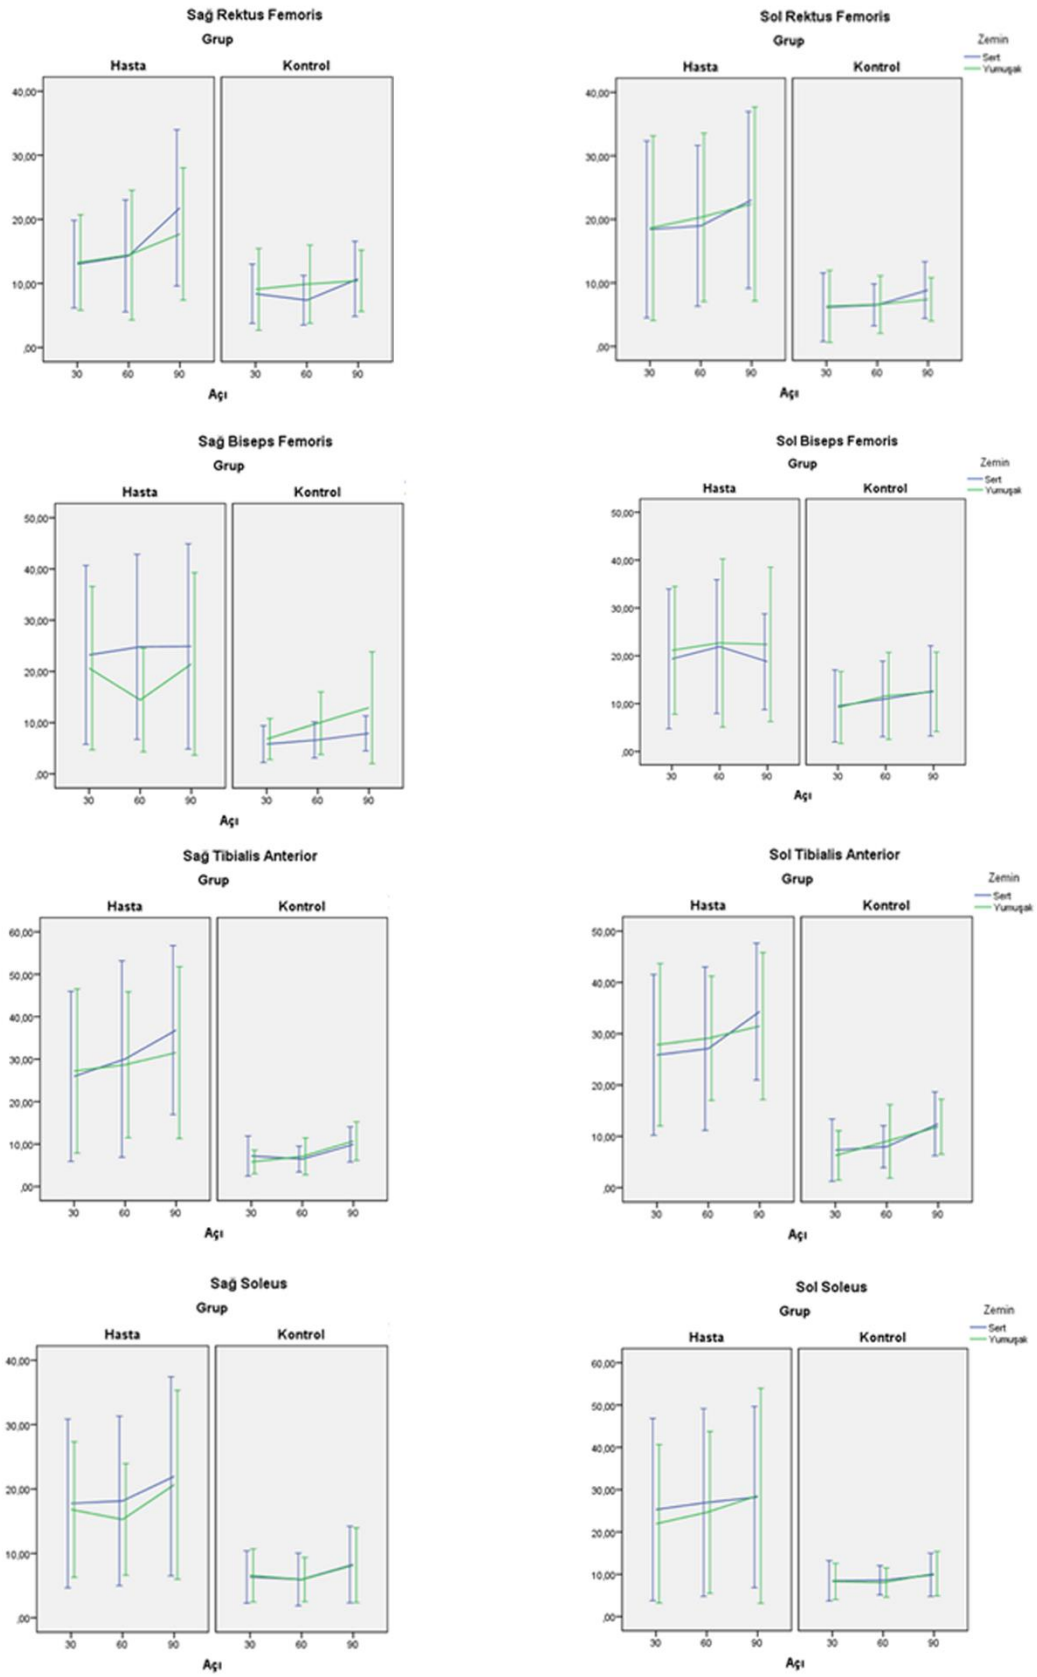 Sağ Rektus Femoris
Grup
Hasta Kontrol
40,00
30,00
20,00
10,00
,00
30 60 90 30 60 90
Açı
Sol Rektus Femoris
Grup
Hasta Kontrol
Zemin
Sert
Yumuşak
40,00
30,00
20,00
10,00
,00
30 60 90 30 60 90
Açı
Sağ Biseps Femoris
Grup
Hasta Kontrol
50,00
40,00
30,00
20,00
10,00
,00
30 60 90 30 60 90
Açı
Sol Biseps Femoris
Grup
Hasta Kontrol
Zemin
Sert
Yumuşak
50,00
40,00
30,00
20,00
10,00
,00
30 60 90 30 60 90
Açı
Sağ Tibialis Anterior
Grup
Hasta Kontrol
60,00
50,00
40,00
30,00
20,00
10,00
,00
30 60 90 30 60 90
Açı
Sol Tibialis Anterior
Grup
Hasta Kontrol
Zemin
Sert
Yumuşak
50,00
40,00
30,00
20,00
10,00
,00
30 60 90 30 60 90
Açı
Sağ Soleus
Grup
Hasta Kontrol
40,00
30,00
20,00
10,00
,00
30 60 90 30 60 90
Açı
Sol Soleus
Grup
Hasta Kontrol
Zemin
Sert
Yumuşak
60,00
50,00
40,00
30,00
20,00
10,00
,00
30 60 90 30 60 90
Açı